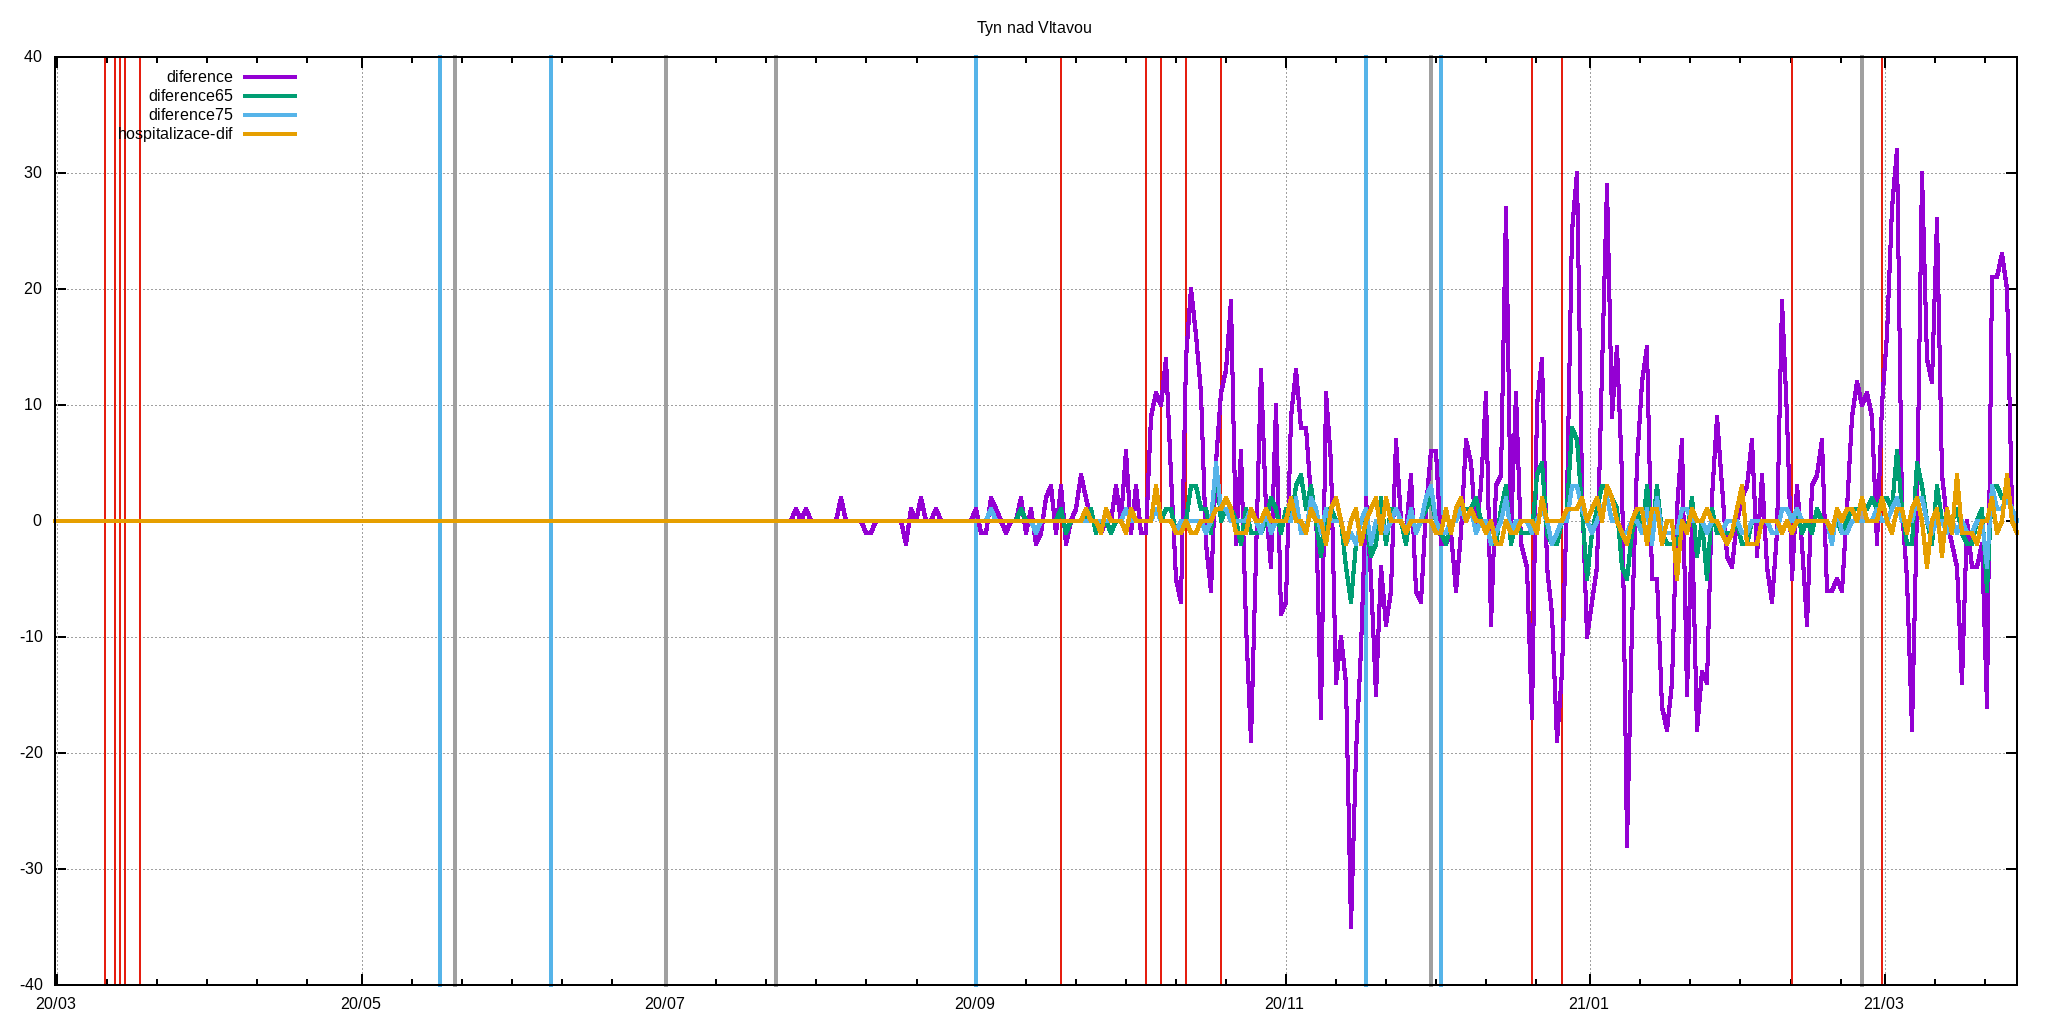 Tyn nad Vltavou
40
diference
diference65
diference75
hospitalizace-dif
30
20
10
0
-10
-20
-30
-40
20/03 20/05 20/07 20/09 20/11 21/01 21/03